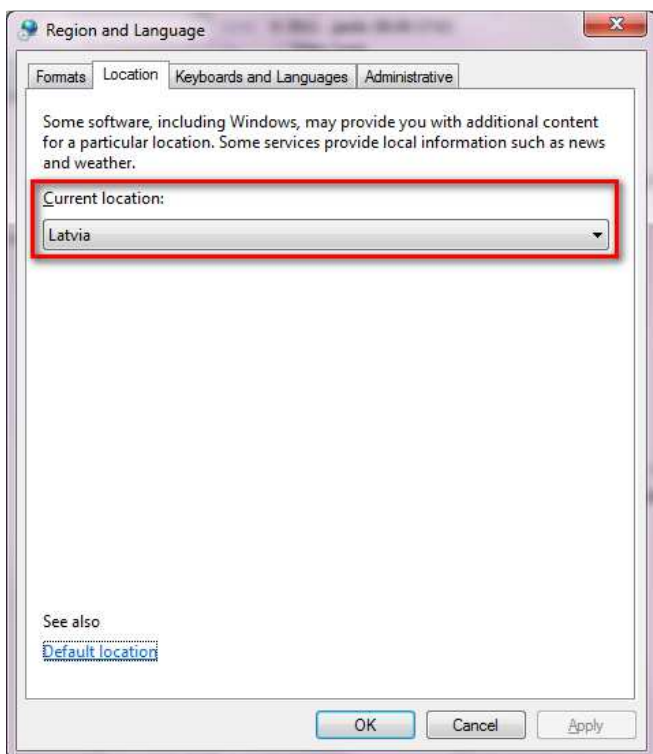 Region and Language
Formats Location Keyboards and Languages Administrative
Some software, including Windows, may provide you with additional content
for a particular location. Some services provide local information such as news
and weather.
Current location:
Latvia
See also
Default location
OK Cancel Apply